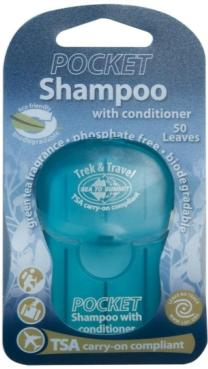 POCKET
Shampoo
with conditioner
50
Leaves
eco friendly
biodegradable
green tea fragrance • phosphate free • biodegradable
Trek & Travel
SEA TO SUMMIT
TSA carry-on compliant
POCKET
Shampoo with
conditioner
TSA carry-on compliant